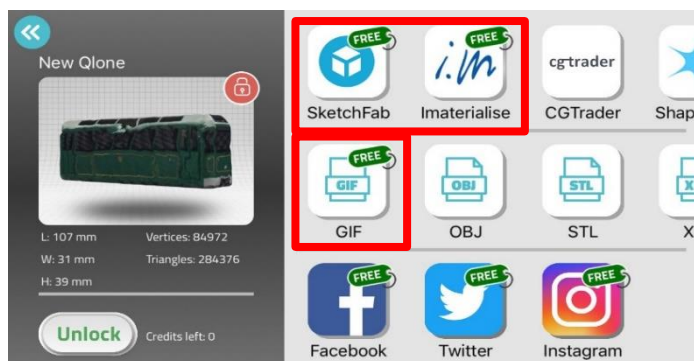 New Qlone
L: 107 mm
Vertices: 84972
W: 31 mm
Triangles: 284376
H: 39 mm
Unlock
Credits left: 0
FREE
FREE
i.m
cgtrader
SketchFab
Imaterialise
CGTrader
Shap
FREE
GIF
OBJ
STL
X
GIF
OBJ
STL
X
FREE
FREE
FREE
f
Facebook
Twitter
Instagram